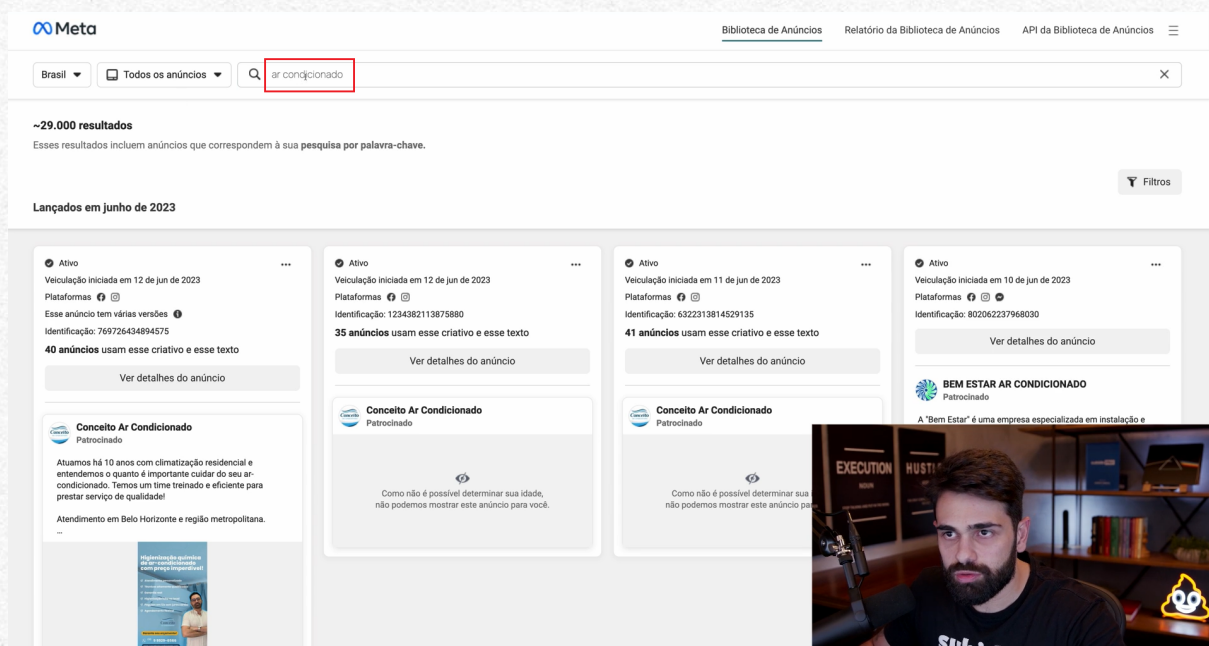 Meta
Biblioteca de Anúncios
Relatório da Biblioteca de Anúncios
API da Biblioteca de Anúncios
Brasil
Todos os anúncios
ar condicionado
~29.000 resultados
Esses resultados incluem anúncios que correspondem à sua pesquisa por palavra-chave.
Filtros
Lançados em junho de 2023
Ativo
Veiculação iniciada em 12 de jun de 2023
Plataformas
Esse anúncio tem várias versões
Identificação: 769726434894575
40 anúncios usam esse criativo e esse texto
Ver detalhes do anúncio
Conceito Ar Condicionado
Patrocinado
Atuamos há 10 anos com climatização residencial e
entendemos o quanto é importante cuidar do seu ar-
condicionado. Temos um time treinado e eficiente para
prestar serviço de qualidade!
Atendimento em Belo Horizonte e região metropolitana.
...
Higienização química
de ar-condicionado
com preço imperdível!
Ativo
Veiculação iniciada em 12 de jun de 2023
Plataformas
Identificação: 1234382113875880
35 anúncios usam esse criativo e esse texto
Ver detalhes do anúncio
Conceito Ar Condicionado
Patrocinado
Como não é possível determinar sua idade,
não podemos mostrar este anúncio para você.
Ativo
Veiculação iniciada em 11 de jun de 2023
Plataformas
Identificação: 6322313814529135
41 anúncios usam esse criativo e esse texto
Ver detalhes do anúncio
Conceito Ar Condicionado
Patrocinado
Como não é possível determinar sua
não podemos mostrar este anúncio par
Ativo
Veiculação iniciada em 10 de jun de 2023
Plataformas
Identificação: 802062237968030
Ver detalhes do anúncio
BEM ESTAR AR CONDICIONADO
Patrocinado
A "Bem Estar" é uma empresa especializada em instalação e
EXECUTION
NOUN
HUSTL